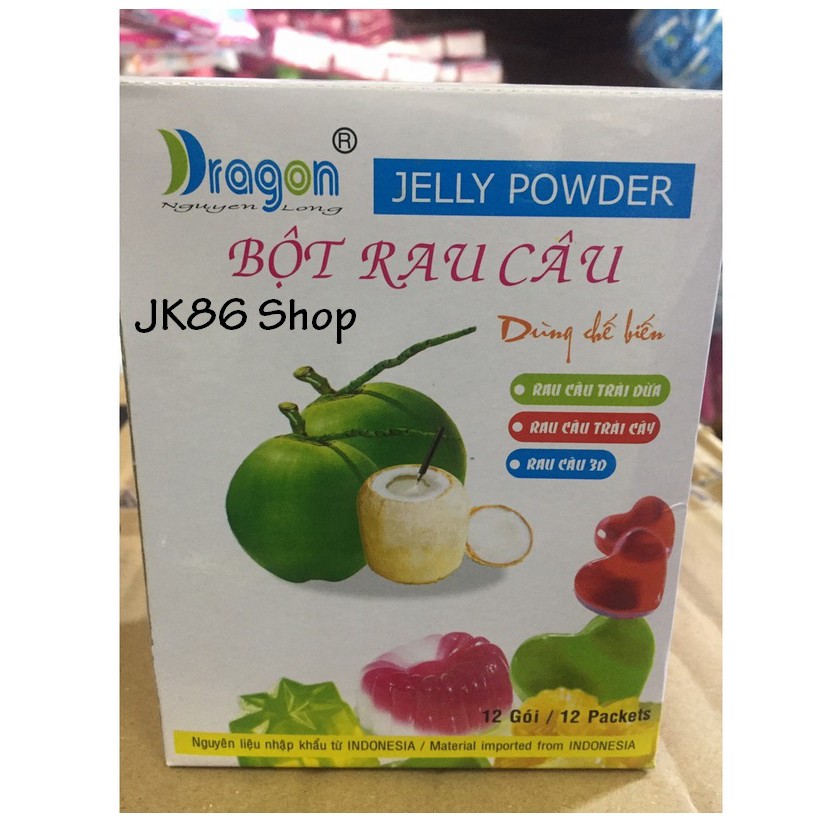 Dragon®
Nguyen Long
JELLY POWDER
BỘT RAU CÂU
JK86 Shop
Dùng chế biến
RAU CÂU TRÁI DỪA
RAU CÂU TRÁI CÂY
RAU CÂU 3D
12 Gói / 12 Packets
Nguyên liệu nhập khẩu từ INDONESIA / Material imported from INDONESIA